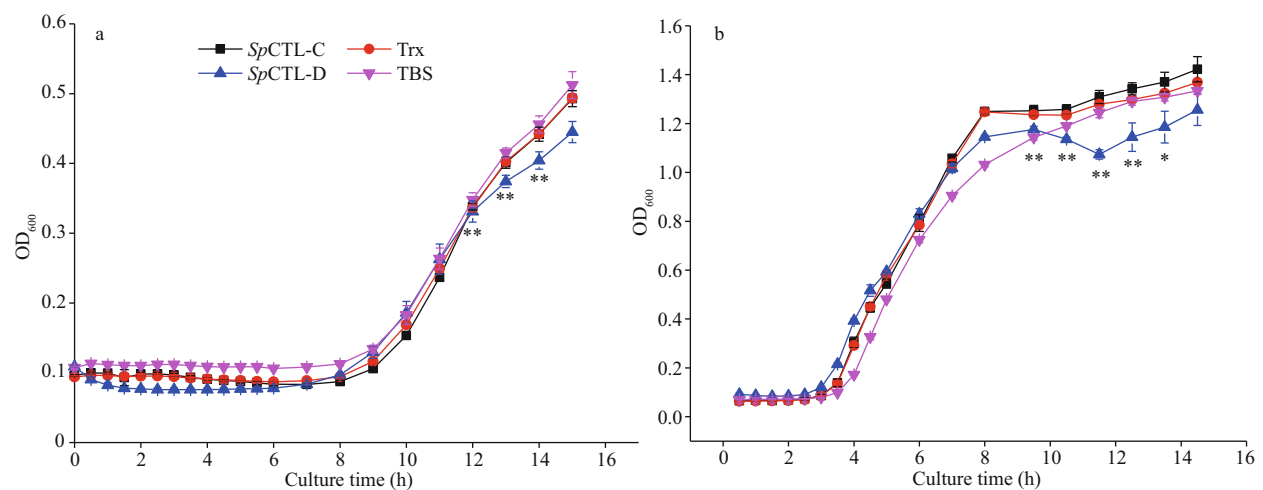 a
SpCTL-C Trx
SpCTL-D TBS
OD600
0.6
0.5
0.4
0.3
0.2
0.1
0
** ** **
0 2 4 6 8 10 12 14 16
Culture time (h)
b
OD600
1.6
1.4
1.2
1.0
0.8
0.6
0.4
0.2
0.0
** ** ** ** *
0 2 4 6 8 10 12 14 16
Culture time (h)